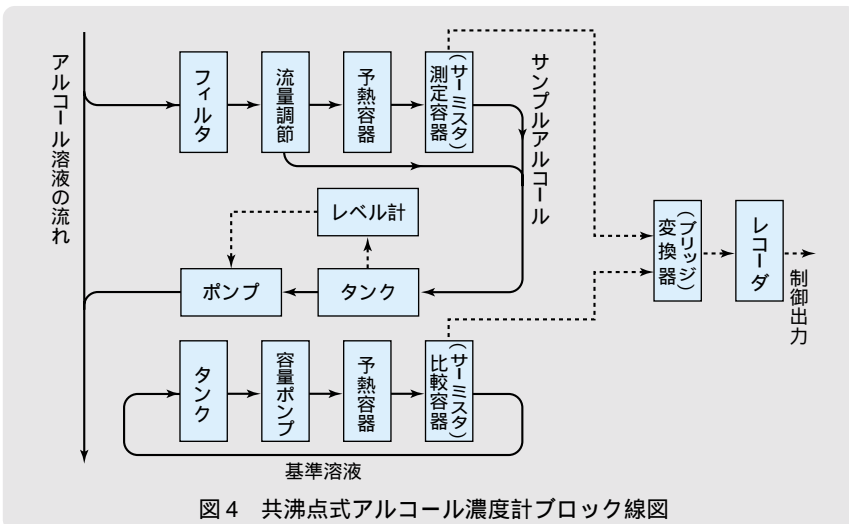 アルコール溶液の流れ
フィルタ
流量調節
予熱容器
測定容器
(サーミスタ)
サンプルアルコール
レベル計
ポンプ
タンク
変換器
(ブリッジ)
レコーダ
制御出力
タンク
容量ポンプ
予熱容器
比較容器
(サーミスタ)
基準溶液
図4 共沸点式アルコール濃度計ブロック線図